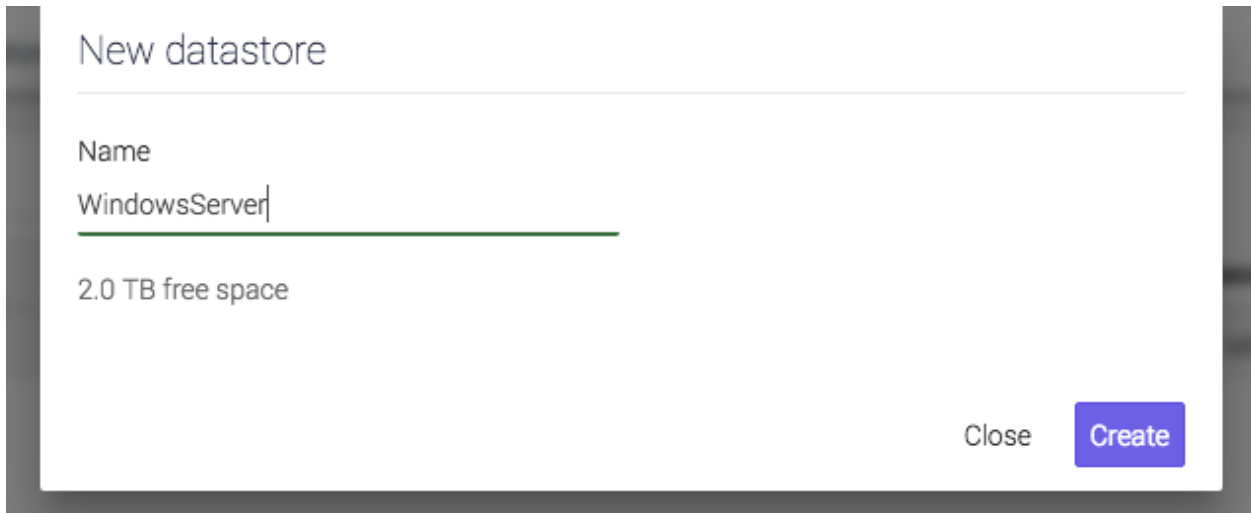 New datastore
Name
WindowsServer
2.0 TB free space
Close Create